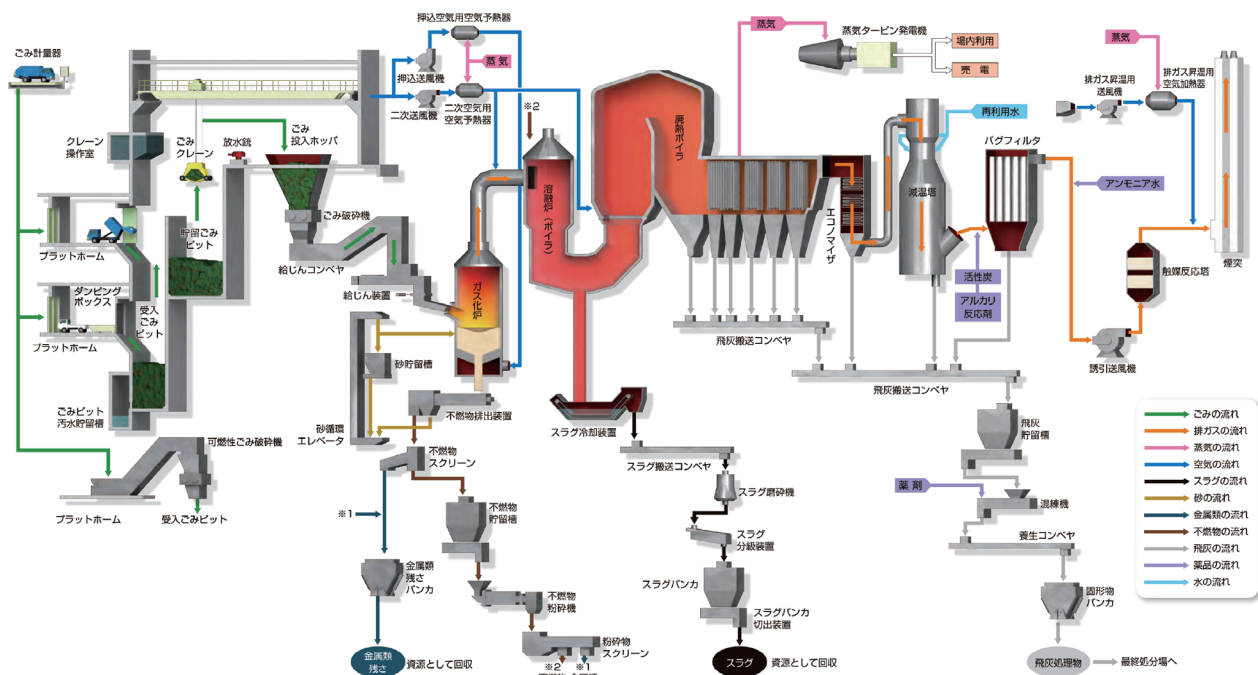 ごみ計量器
クレーン
操作室
ごみ
クレーン
放水銃
ごみ
投入ホッパ
ごみ破砕機
給じんコンベヤ
給じん装置
プラットホーム
貯留ごみ
ピット
ダンピング
ボックス
受入
ごみ
ピット
プラットホーム
ごみピット
汚水貯留槽
可燃性ごみ破砕機
プラットホーム
受入ごみピット
押込空気用空気予熱器
押込送風機
蒸気
二次送風機
二次空気用
空気予熱器
※2
ガス化炉
溶融炉(ボイラ)
廃熱ボイラ
砂貯留槽
砂循環
エレベータ
不燃物排出装置
不燃物
スクリーン
※1
不燃物
貯留槽
金属類
残さ
バンカ
不燃物
粉砕機
粉砕物
スクリーン
※2
※1
金属類
残さ
資源として回収
スラグ冷却装置
スラグ搬送コンベヤ
スラグ磨砕機
スラグ
分級装置
スラグバンカ
スラグバンカ
切出装置
スラグ
資源として回収
蒸気
蒸気タービン発電機
場内利用
売電
エコノマイザ
減温塔
再利用水
バグフィルタ
活性炭
アルカリ
反応剤
アンモニア水
飛灰搬送コンベヤ
飛灰搬送コンベヤ
飛灰
貯留槽
薬剤
混練機
養生コンベヤ
固形物
バンカ
飛灰処理物
最終処分場へ
蒸気
排ガス昇温用
送風機
排ガス昇温用
空気加熱器
煙突
触媒反応塔
誘引送風機
ごみの流れ
排ガスの流れ
蒸気の流れ
空気の流れ
スラグの流れ
砂の流れ
金属類の流れ
不燃物の流れ
飛灰の流れ
薬品の流れ
水の流れ